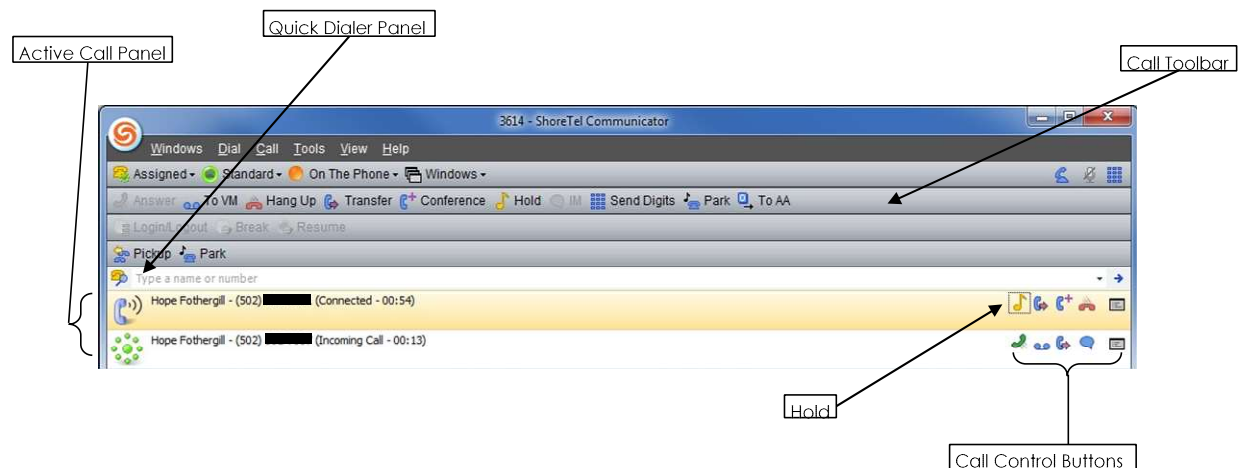 Quick Dialer Panel
Active Call Panel
Call Toolbar
3614 - ShoreTel Communicator
Windows Dial Call Tools View Help
Assigned Standard On The Phone Windows
Answer To VM Hang Up Transfer Conference Hold IM Send Digits Park To AA
Login/Logout Break Resume
Pickup Park
Type a name or number
Hope Fothergill - (502) (Connected - 00:54)
Hope Fothergill - (502) (Incoming Call - 00:13)
Hold
Call Control Buttons